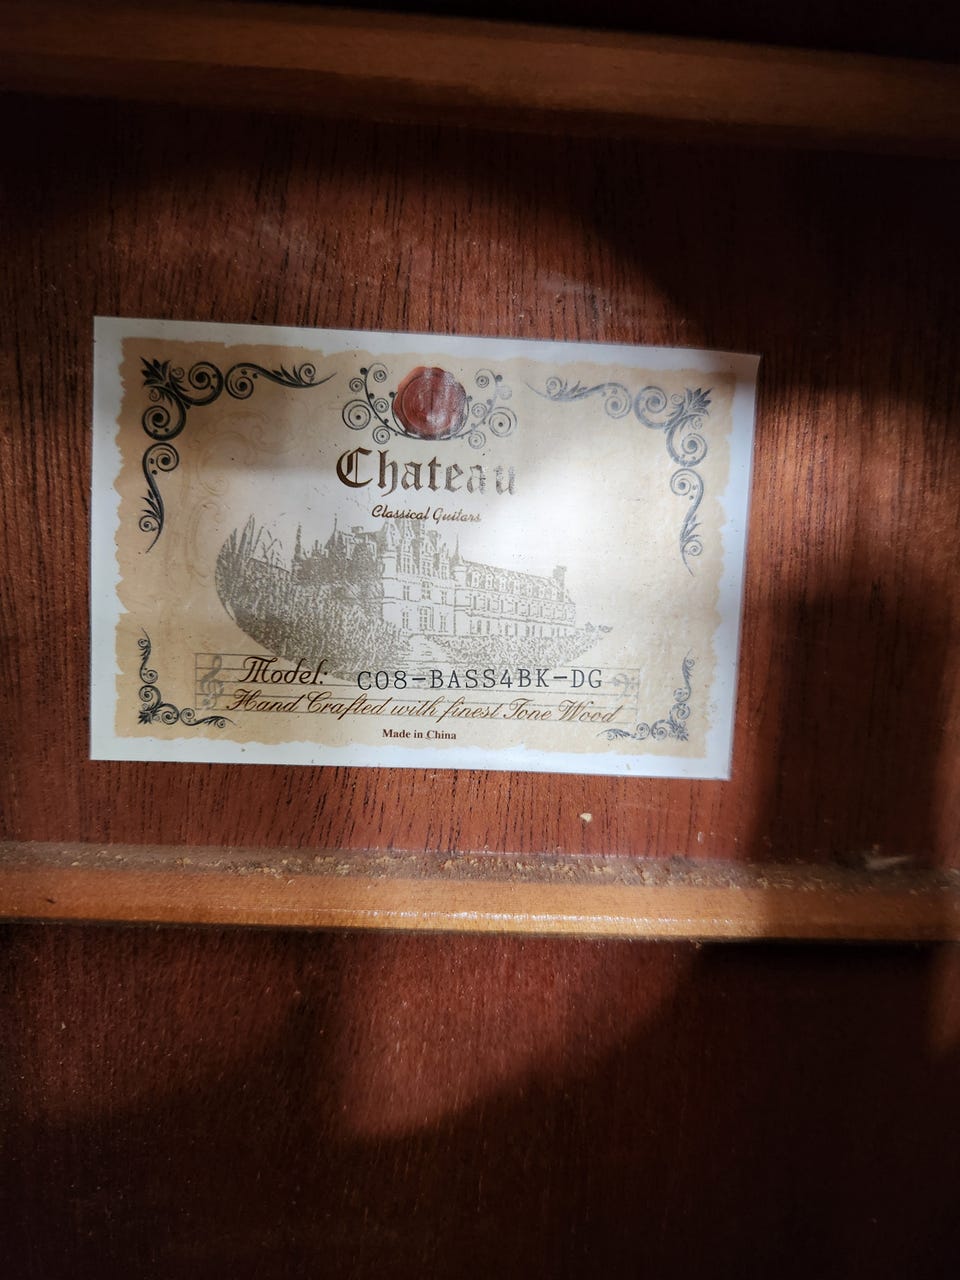 Chateau
Classical Guitars
Model: C08-BASS4BK-DG
Hand Crafted with finest Tone Wood
Made in China